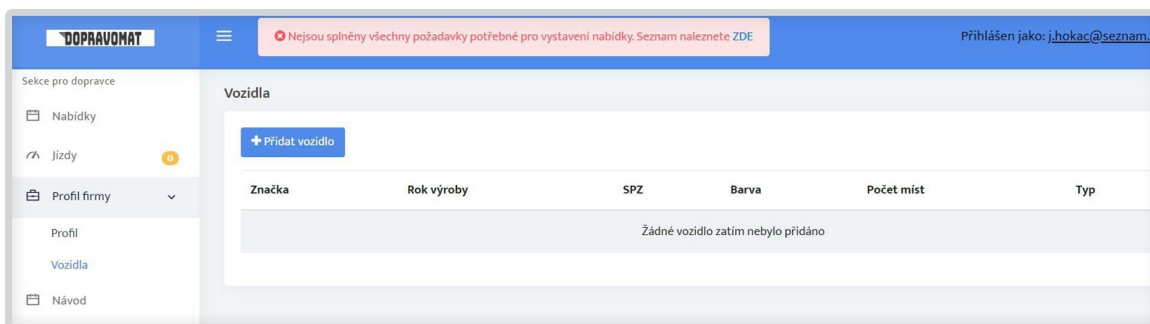 DOPRAVOMAT
Nejsou splněny všechny požadavky potřebné pro vystavení nabídky. Seznam naleznete ZDE
Přihlášen jako: j.hokac@seznam.
Sekce pro dopravce
Nabídky
Jízdy 0
Profil firmy
Profil
Vozidla
Návod
Vozidla
+ Přidat vozidlo
Značka Rok výroby SPZ Barva Počet míst Typ
Žádné vozidlo zatím nebylo přidáno